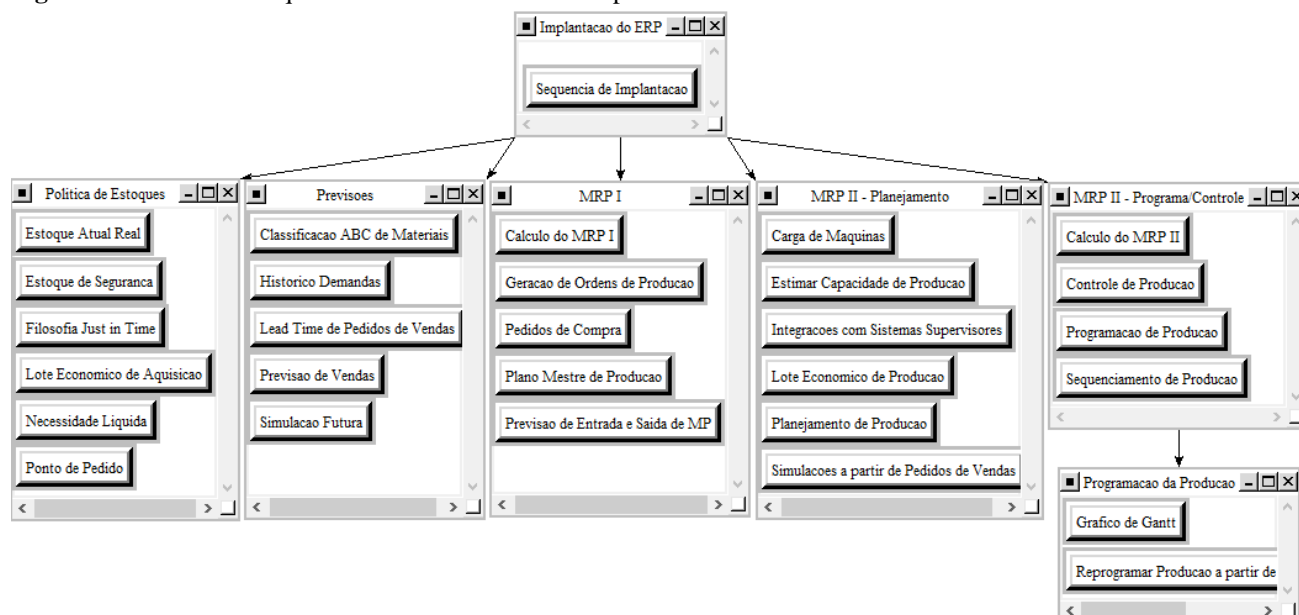 Implantacao do ERP
Sequencia de Implantacao
Politica de Estoques
Estoque Atual Real
Estoque de Seguranca
Filosofia Just in Time
Lote Economico de Aquisicao
Necessidade Liquida
Ponto de Pedido
Previsoes
Classificacao ABC de Materiais
Historico Demandas
Lead Time de Pedidos de Vendas
Previsao de Vendas
Simulacao Futura
MRP I
Calculo do MRP I
Geracao de Ordens de Producao
Pedidos de Compra
Plano Mestre de Producao
Previsao de Entrada e Saida de MP
MRP II - Planejamento
Carga de Maquinas
Estimar Capacidade de Producao
Integracoes com Sistemas Supervisores
Lote Economico de Producao
Planejamento de Producao
Simulacoes a partir de Pedidos de Vendas
MRP II - Programa/Controle
Calculo do MRP II
Controle de Producao
Programacao de Producao
Sequenciamento de Producao
Programacao da Producao
Grafico de Gantt
Reprogramar Producao a partir de